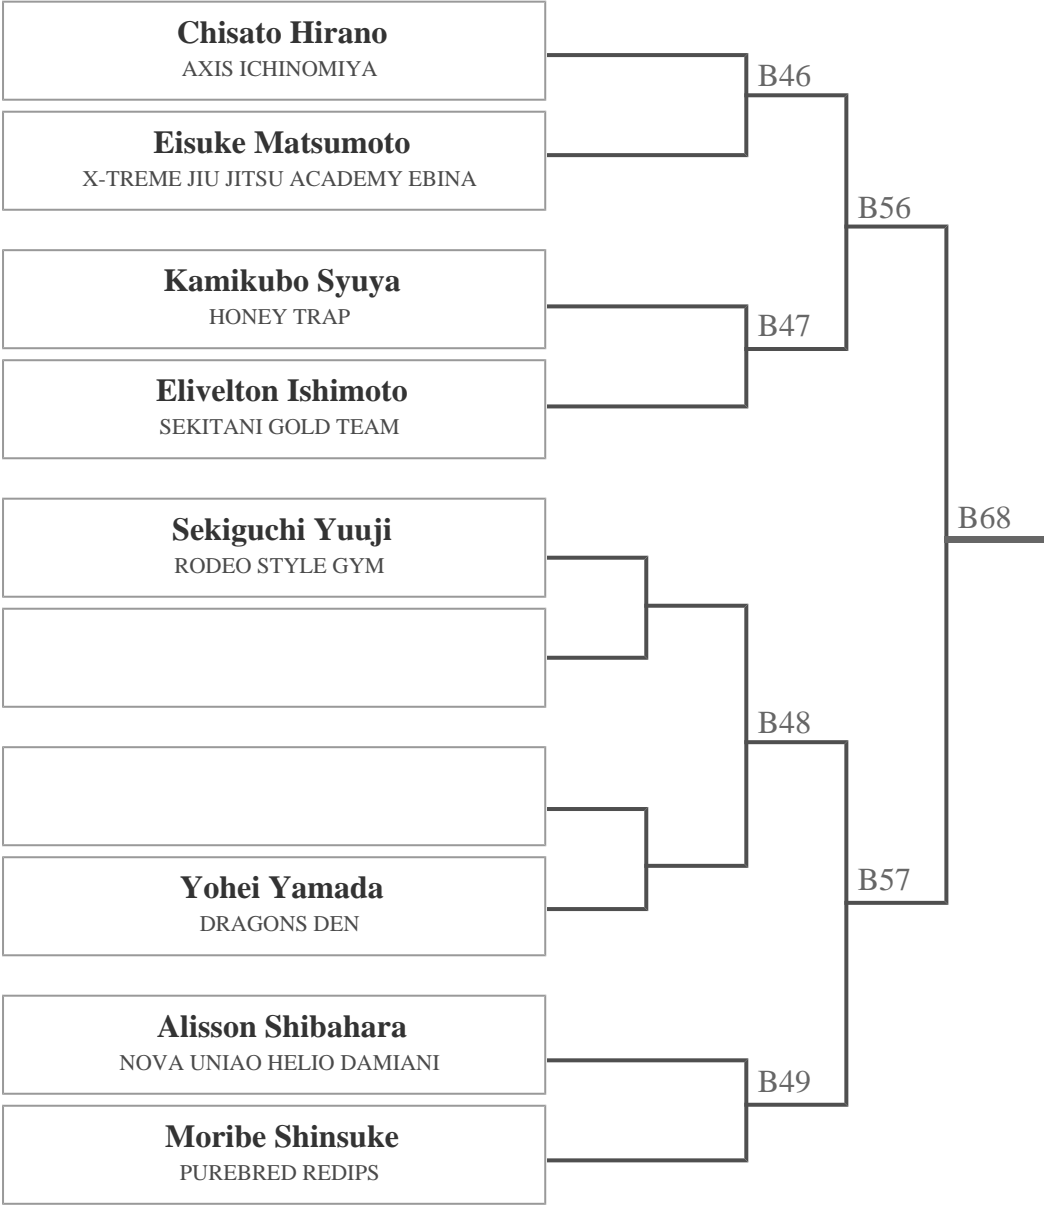 Chisato Hirano
AXIS ICHINOMIYA
B46
Eisuke Matsumoto
X-TREME JIU JITSU ACADEMY EBINA
B56
Kamikubo Syuya
HONEY TRAP
B47
Elivelton Ishimoto
SEKITANI GOLD TEAM
Sekiguchi Yuuji
RODEO STYLE GYM
B68
B48
Yohei Yamada
DRAGONS DEN
B57
Alisson Shibahara
NOVA UNIAO HELIO DAMIANI
B49
Moribe Shinsuke
PUREBRED REDIPS